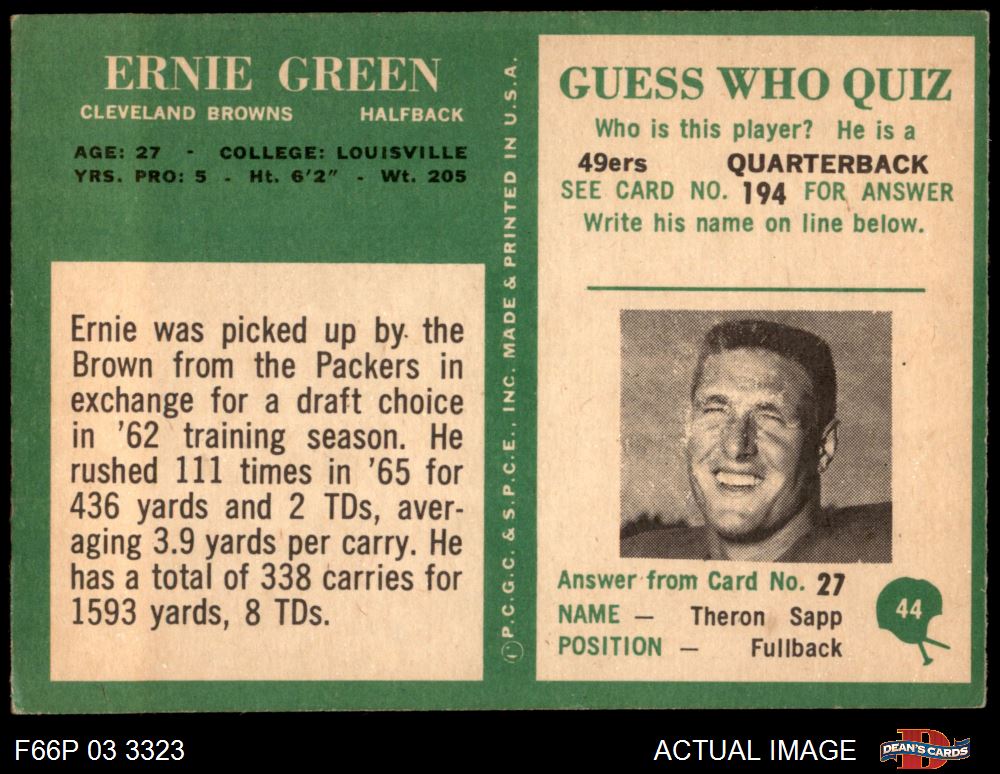 ERNIE GREEN
CLEVELAND BROWNS HALFBACK
AGE: 27 - COLLEGE: LOUISVILLE
YRS. PRO: 5 - Ht. 6'2" - Wt. 205
Ernie was picked up by the
Brown from the Packers in
exchange for a draft choice
in '62 training season. He
rushed 111 times in '65 for
436 yards and 2 TDs, aver-
aging 3.9 yards per carry. He
has a total of 338 carries for
1593 yards, 8 TDs.
© P.C.G.C. & S.P.C.E., INC. MADE & PRINTED IN U.S.A.
GUESS WHO QUIZ
Who is this player? He is a
49ers QUARTERBACK
SEE CARD NO. 194 FOR ANSWER
Write his name on line below.
Answer from Card No. 27
NAME — Theron Sapp
POSITION — Fullback
44
F66P 03 3323
ACTUAL IMAGE
D
DEAN'S CARDS